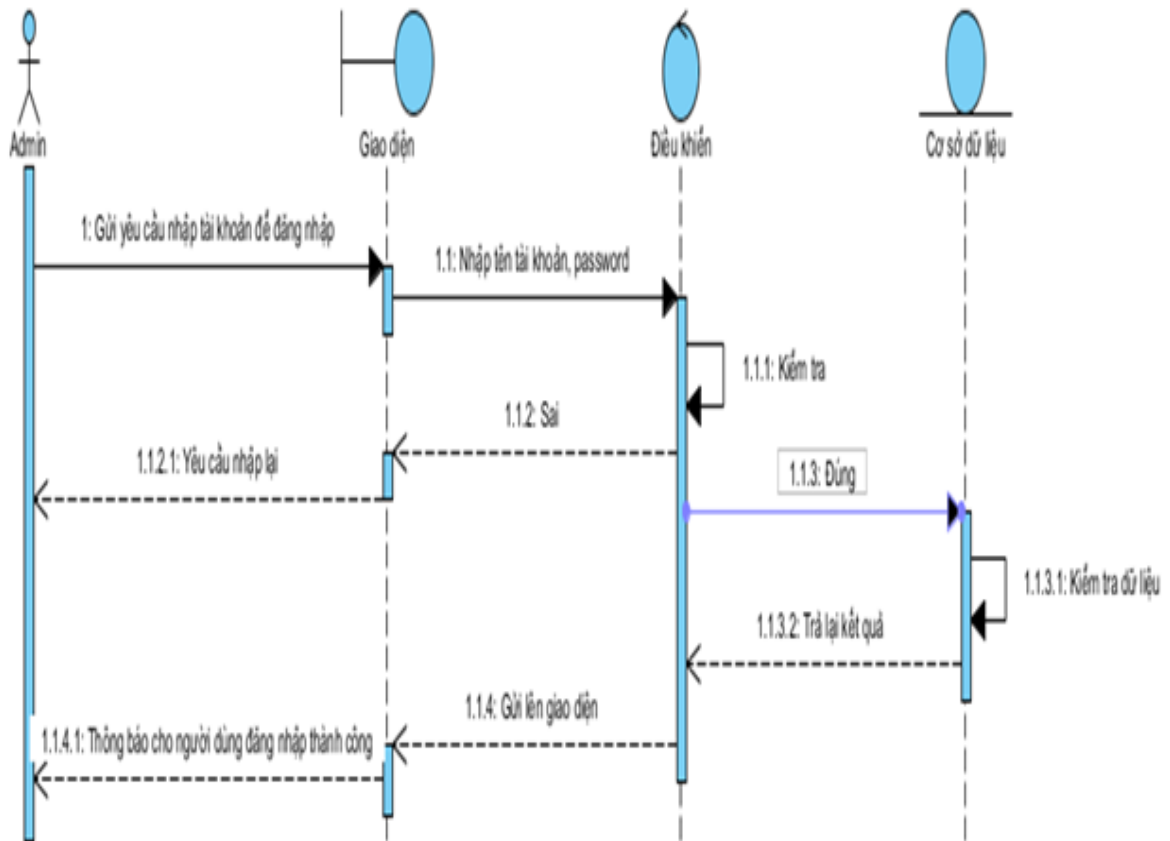 Admin
Giao diện
Điều khiển
Cơ sở dữ liệu
1: Gửi yêu cầu nhập tài khoản để đăng nhập
1.1: Nhập tên tài khoản, password
1.1.1: Kiểm tra
1.1.2: Sai
1.1.2.1: Yêu cầu nhập lại
1.1.3: Đúng
1.1.3.1: Kiểm tra dữ liệu
1.1.3.2: Trả lại kết quả
1.1.4: Gửi lên giao diện
1.1.4.1: Thông báo cho người dùng đăng nhập thành công